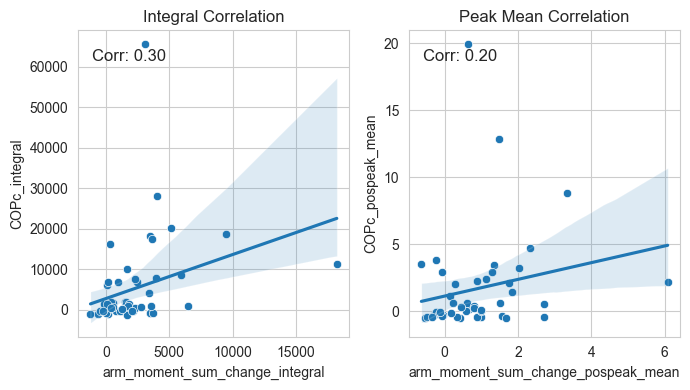 Integral Correlation
Corr: 0.30
60000
50000
40000
30000
20000
10000
0
COPc_integral
0 5000 10000 15000
arm_moment_sum_change_integral
Peak Mean Correlation
Corr: 0.20
20
15
10
5
0
COPc_pospeak_mean
0 2 4 6
arm_moment_sum_change_pospeak_mean